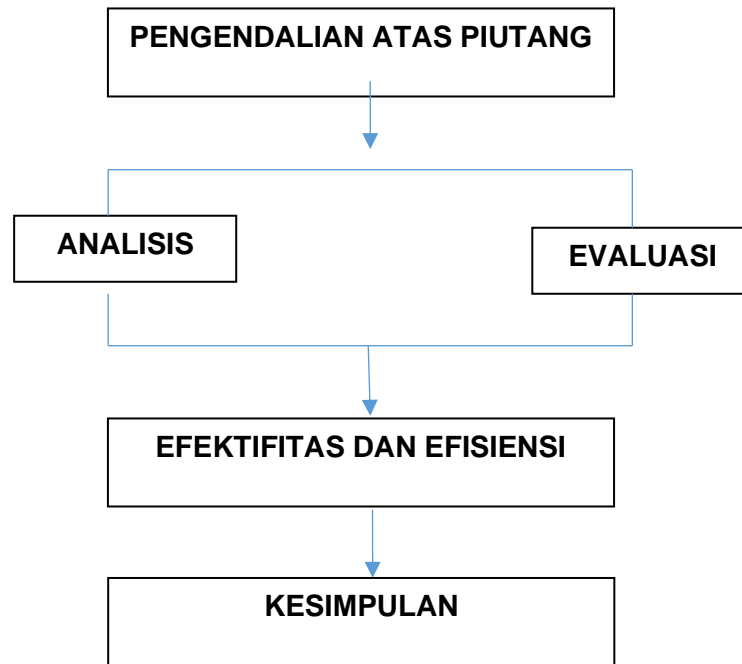 PENGENDALIAN ATAS PIUTANG
ANALISIS
EVALUASI
EFEKTIFITAS DAN EFISIENSI
KESIMPULAN